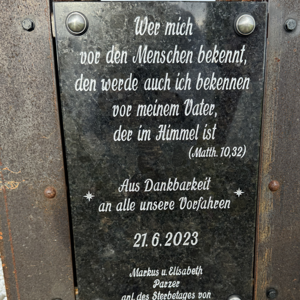 Wer mich
vor den Menschen bekennt,
den werde auch ich bekennen
vor meinem Vater,
der im Himmel ist
(Matth. 10,32)
Aus Dankbarkeit
an alle unsere Vorfahren
21.6.2023
Markus u. Elisabeth
Parzer
anl. des Sterbetages von